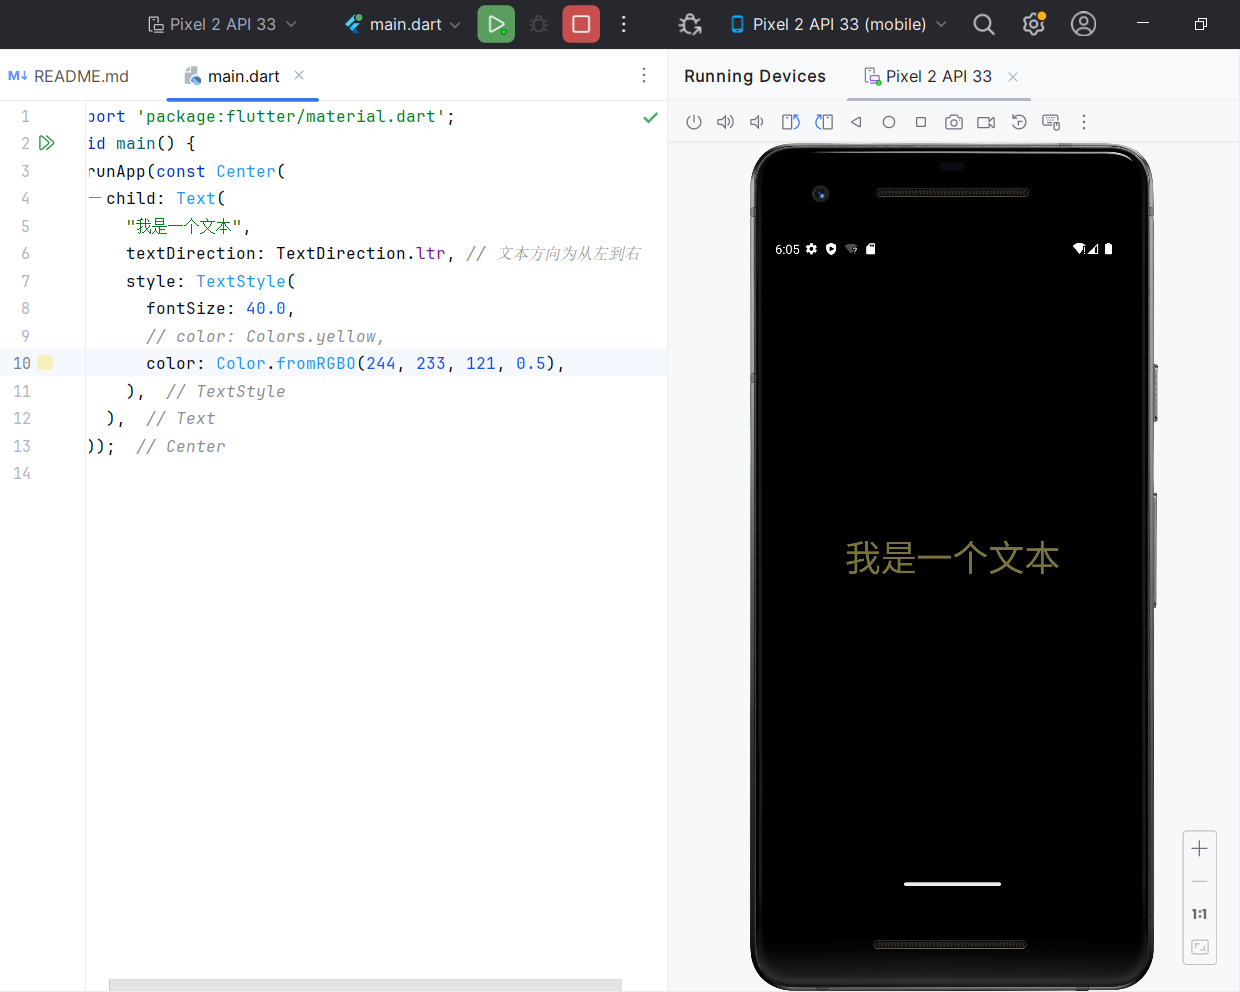 Pixel 2 API 33
main.dart
Pixel 2 API 33 (mobile)
M↓ README.md
main.dart
Running Devices
Pixel 2 API 33
1 port 'package:flutter/material.dart';
2 id main() {
3 runApp(const Center(
4 child: Text(
5 "我是一个文本",
6 textDirection: TextDirection.ltr, // 文本方向为从左到右
7 style: TextStyle(
8 fontSize: 40.0,
9 // color: Colors.yellow,
10 color: Color.fromRGBO(244, 233, 121, 0.5),
11 ), // TextStyle
12 ), // Text
13 )); // Center
14
6:05
我是一个文本
1:1